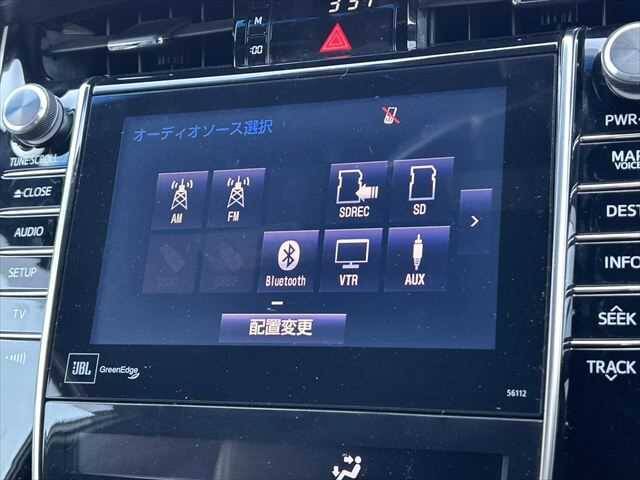 3:37
M
:00
TUNE·SCROLL
PWR
CLOSE
MAP
VOICE
AUDIO
DEST
SETUP
INFO
TV
SEEK
TRACK
オーディオソース選択
AM
FM
SDREC
SD
Bluetooth
VTR
AUX
配置変更
JBL
GreenEdge
56112